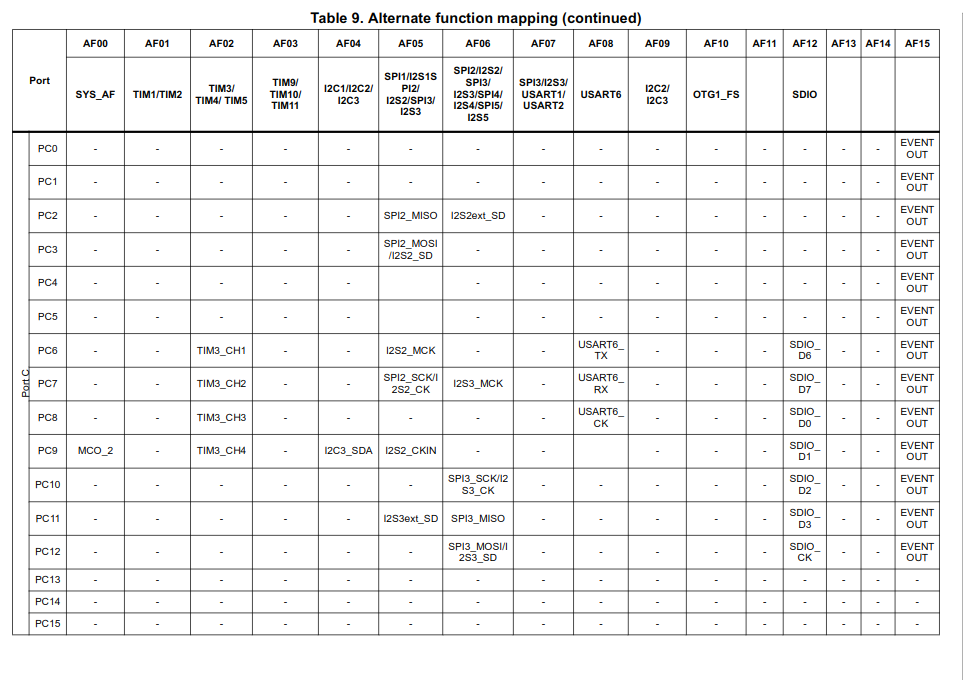 Table 9. Alternate function mapping (continued)
Port AF00 AF01 AF02 AF03 AF04 AF05 AF06 AF07 AF08 AF09 AF10 AF11 AF12 AF13 AF14 AF15
SYS_AF TIM1/TIM2 TIM3/ TIM4/ TIM5 TIM9/ TIM10/ TIM11 I2C1/I2C2/ I2C3 SPI1/I2S1S PI2/ I2S2/SPI3/ I2S3 SPI2/I2S2/ SPI3/ I2S3/SPI4/ I2S4/SPI5/ I2S5 SPI3/I2S3/ USART1/ USART2 USART6 I2C2/ I2C3 OTG1_FS SDIO
Port C
PC0 - - - - - - - - - - - - - - - EVENT OUT
PC1 - - - - - - - - - - - - - - - EVENT OUT
PC2 - - - - - SPI2_MISO I2S2ext_SD - - - - - - - - EVENT OUT
PC3 - - - - - SPI2_MOSI /I2S2_SD - - - - - - - - - EVENT OUT
PC4 - - - - - - - - - - - - - - EVENT OUT
PC5 - - - - - - - - - - - - - - EVENT OUT
PC6 - - TIM3_CH1 - - I2S2_MCK - - USART6_ TX - - - SDIO_ D6 - - EVENT OUT
PC7 - - TIM3_CH2 - - SPI2_SCK/I 2S2_CK I2S3_MCK - USART6_ RX - - - SDIO_ D7 - - EVENT OUT
PC8 - - TIM3_CH3 - - - - - USART6_ CK - - - SDIO_ D0 - - EVENT OUT
PC9 MCO_2 - TIM3_CH4 - I2C3_SDA I2S2_CKIN - - - - - - SDIO_ D1 - - EVENT OUT
PC10 - - - - - SPI3_SCK/I2 S3_CK - - - - - SDIO_ D2 - - EVENT OUT
PC11 - - - - - I2S3ext_SD SPI3_MISO - - - - - SDIO_ D3 - - EVENT OUT
PC12 - - - - - SPI3_MOSI/I 2S3_SD - - - - - SDIO_ CK - - EVENT OUT
PC13 - - - - - - - - - - - - - - - -
PC14 - - - - - - - - - - - - - - - -
PC15 - - - - - - - - - - - - - - - -